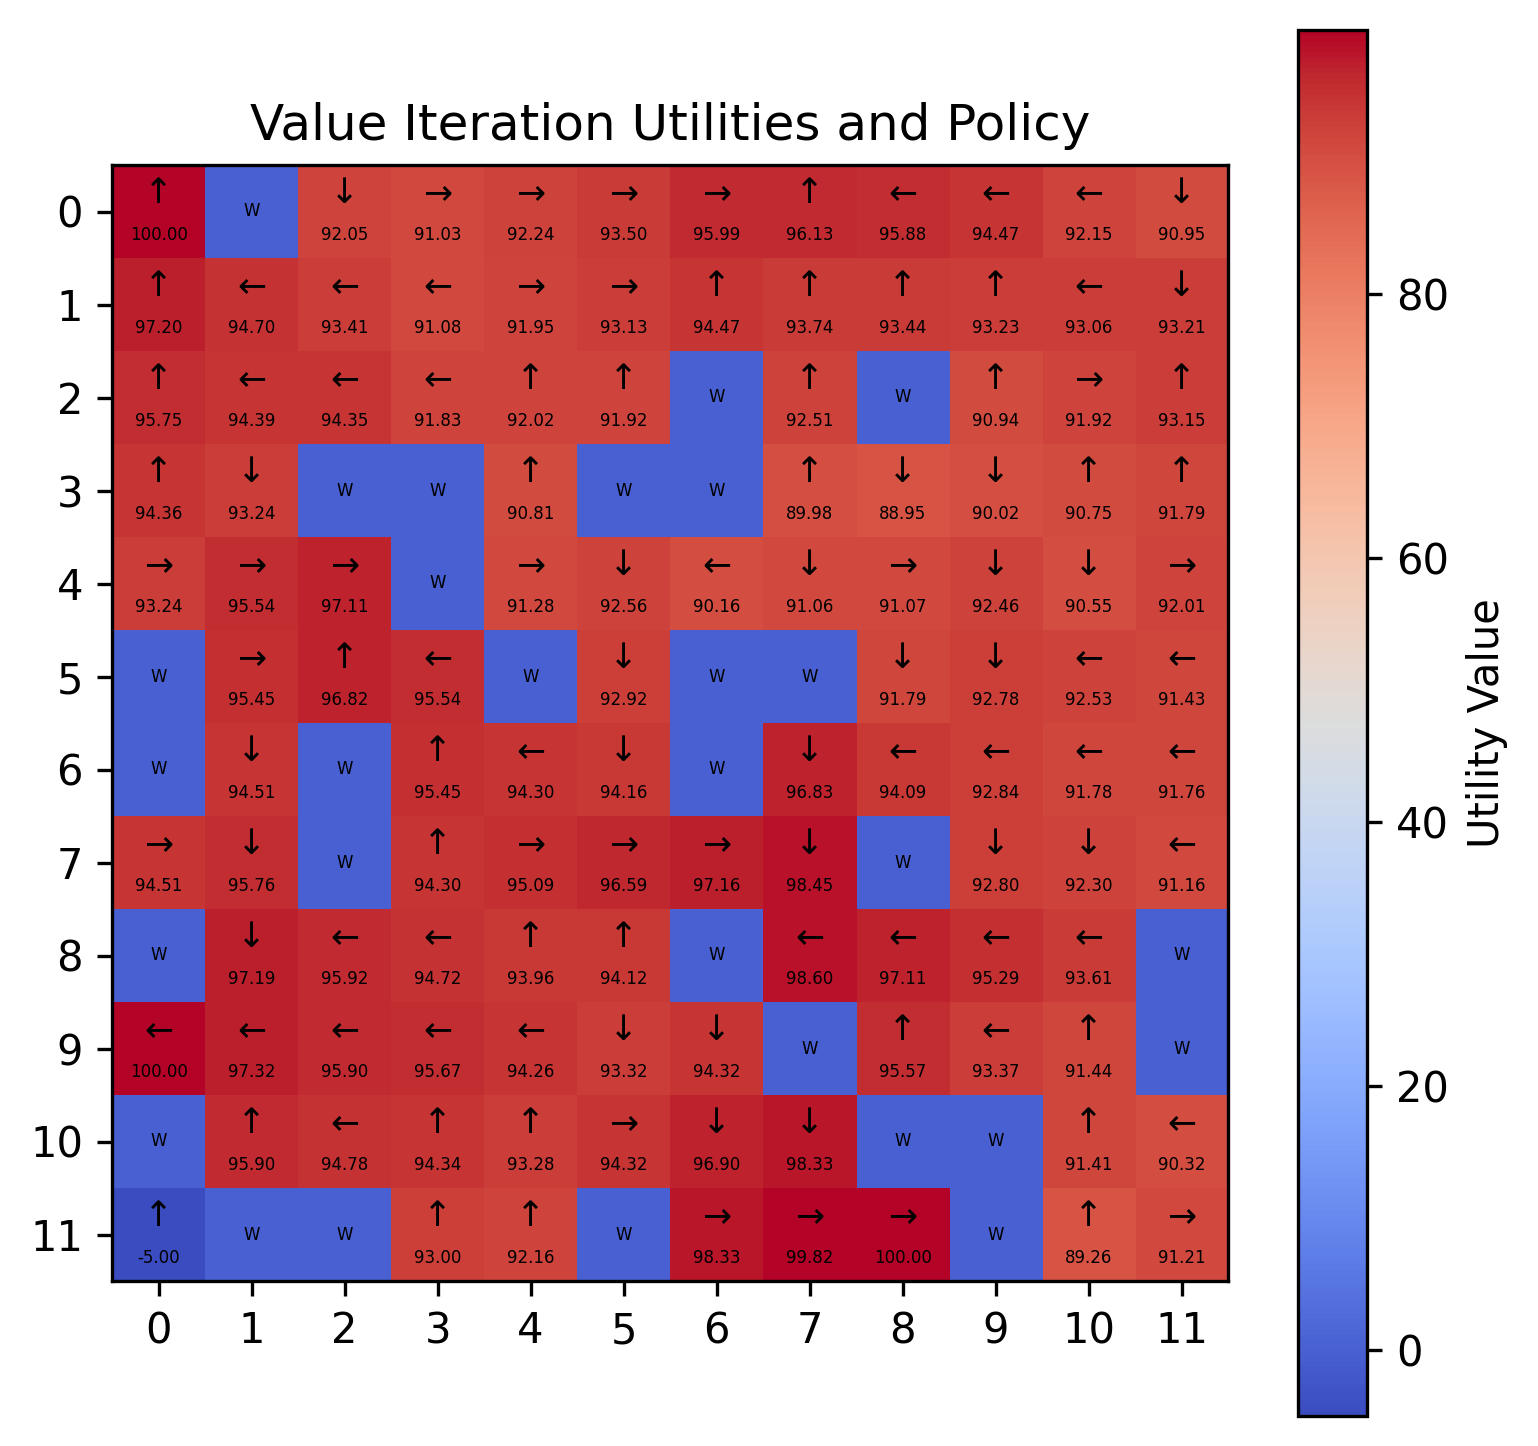 Value Iteration Utilities and Policy
0 ↑ W ↓ → → → → ↑ ← ← ← ↓
100.00 92.05 91.03 92.24 93.50 95.99 96.13 95.88 94.47 92.15 90.95
1 ↑ ← ← ← → → ↑ ↑ ↑ ↑ ← ↓
97.20 94.70 93.41 91.08 91.95 93.13 94.47 93.74 93.44 93.23 93.06 93.21
2 ↑ ← ← ← ↑ ↑ W ↑ W ↑ → ↑
95.75 94.39 94.35 91.83 92.02 91.92 92.51 90.94 91.92 93.15
3 ↑ ↓ W W ↑ W W ↑ ↓ ↓ ↑ ↑
94.36 93.24 90.81 89.98 88.95 90.02 90.75 91.79
4 → → → W → ↓ ← ↓ → ↓ ↓ →
93.24 95.54 97.11 91.28 92.56 90.16 91.06 91.07 92.46 90.55 92.01
5 W → ↑ ← W ↓ W W ↓ ↓ ← ←
95.45 96.82 95.54 92.92 91.79 92.78 92.53 91.43
6 W ↓ W ↑ ← ↓ W ↓ ← ← ← ←
94.51 95.45 94.30 94.16 96.83 94.09 92.84 91.78 91.76
7 → ↓ W ↑ → → → ↓ W ↓ ↓ ←
94.51 95.76 94.30 95.09 96.59 97.16 98.45 92.80 92.30 91.16
8 W ↓ ← ← ↑ ↑ W ← ← ← ← W
97.19 95.92 94.72 93.96 94.12 98.60 97.11 95.29 93.61
9 ← ← ← ← ← ↓ ↓ W ↑ ← ↑ W
100.00 97.32 95.90 95.67 94.26 93.32 94.32 95.57 93.37 91.44
10 W ↑ ← ↑ ↑ → ↓ ↓ W W ↑ ←
95.90 94.78 94.34 93.28 94.32 96.90 98.33 91.41 90.32
11 ↑ W W ↑ ↑ W → → → W ↑ →
-5.00 93.00 92.16 98.33 99.82 100.00 89.26 91.21
0 1 2 3 4 5 6 7 8 9 10 11
80
60
40
20
0
Utility Value